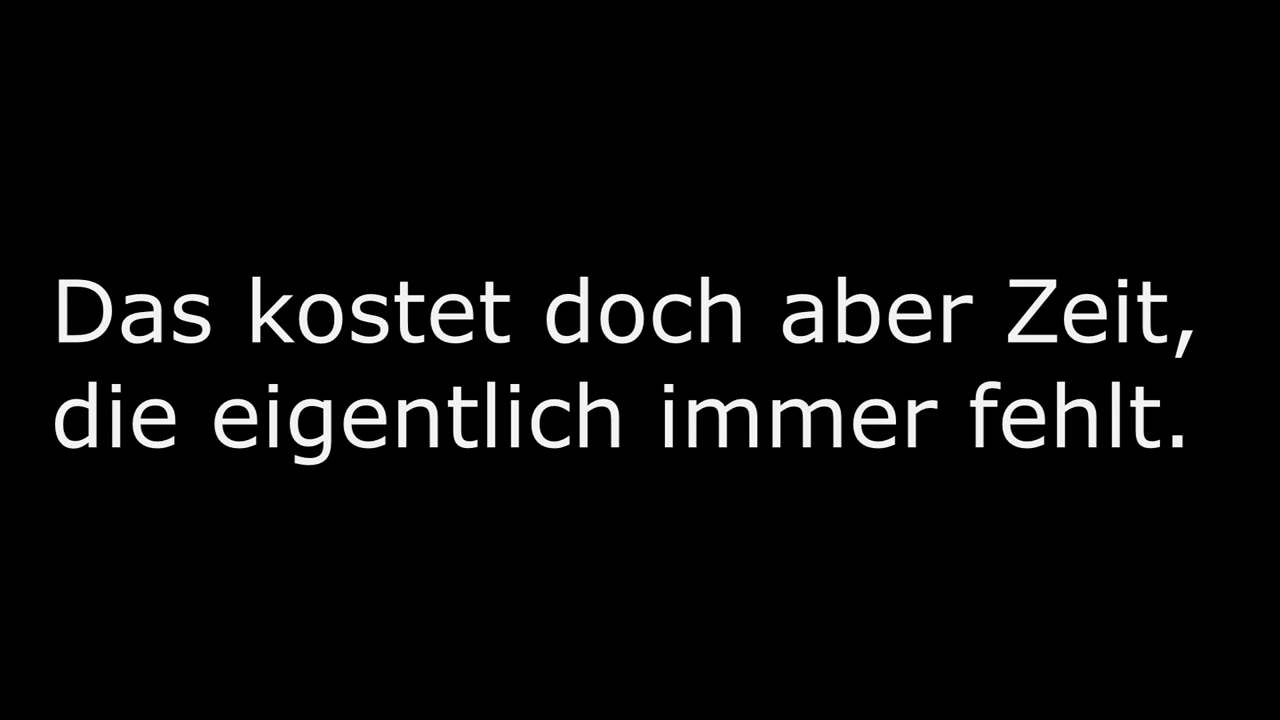 Das kostet doch aber Zeit,
die eigentlich immer fehlt.